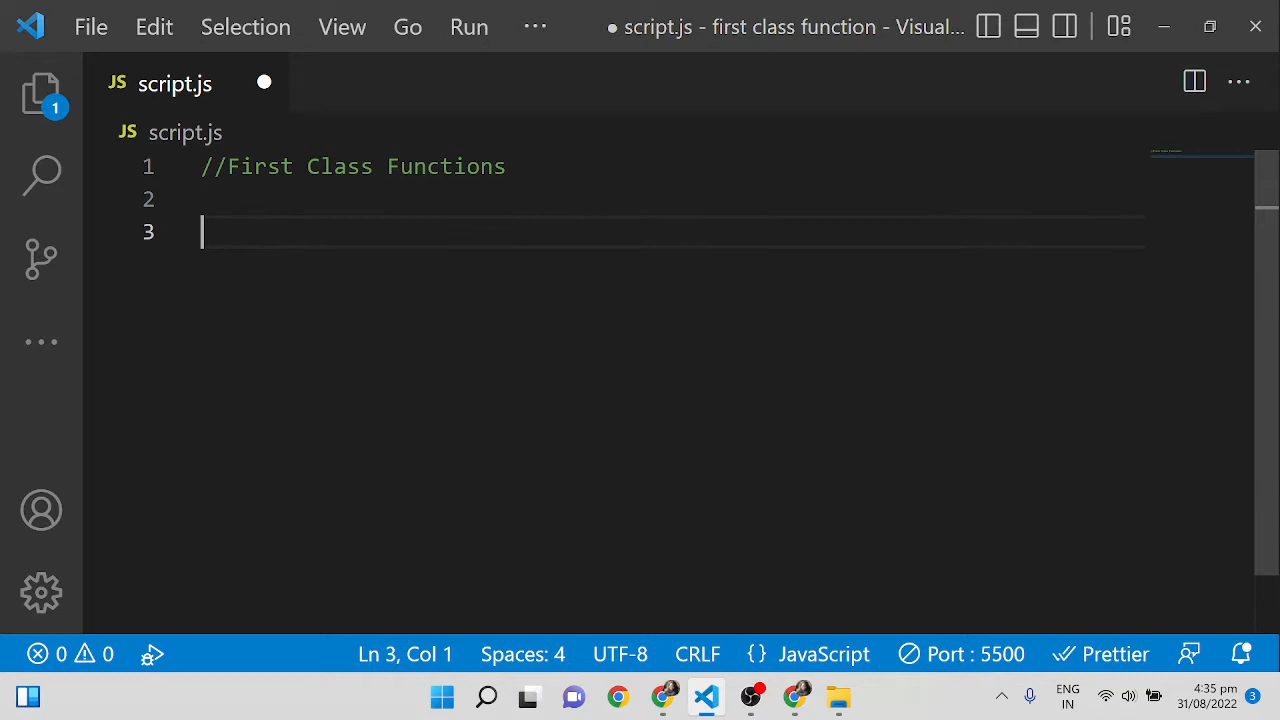 File Edit Selection View Go Run ··· ● script.js - first class function - Visual...
JS script.js
JS script.js
1 //First Class Functions
2
3
1
0 0 Ln 3, Col 1 Spaces: 4 UTF-8 CRLF {} JavaScript Port : 5500 Prettier
ENG 4:35 pm
IN 31/08/2022 3